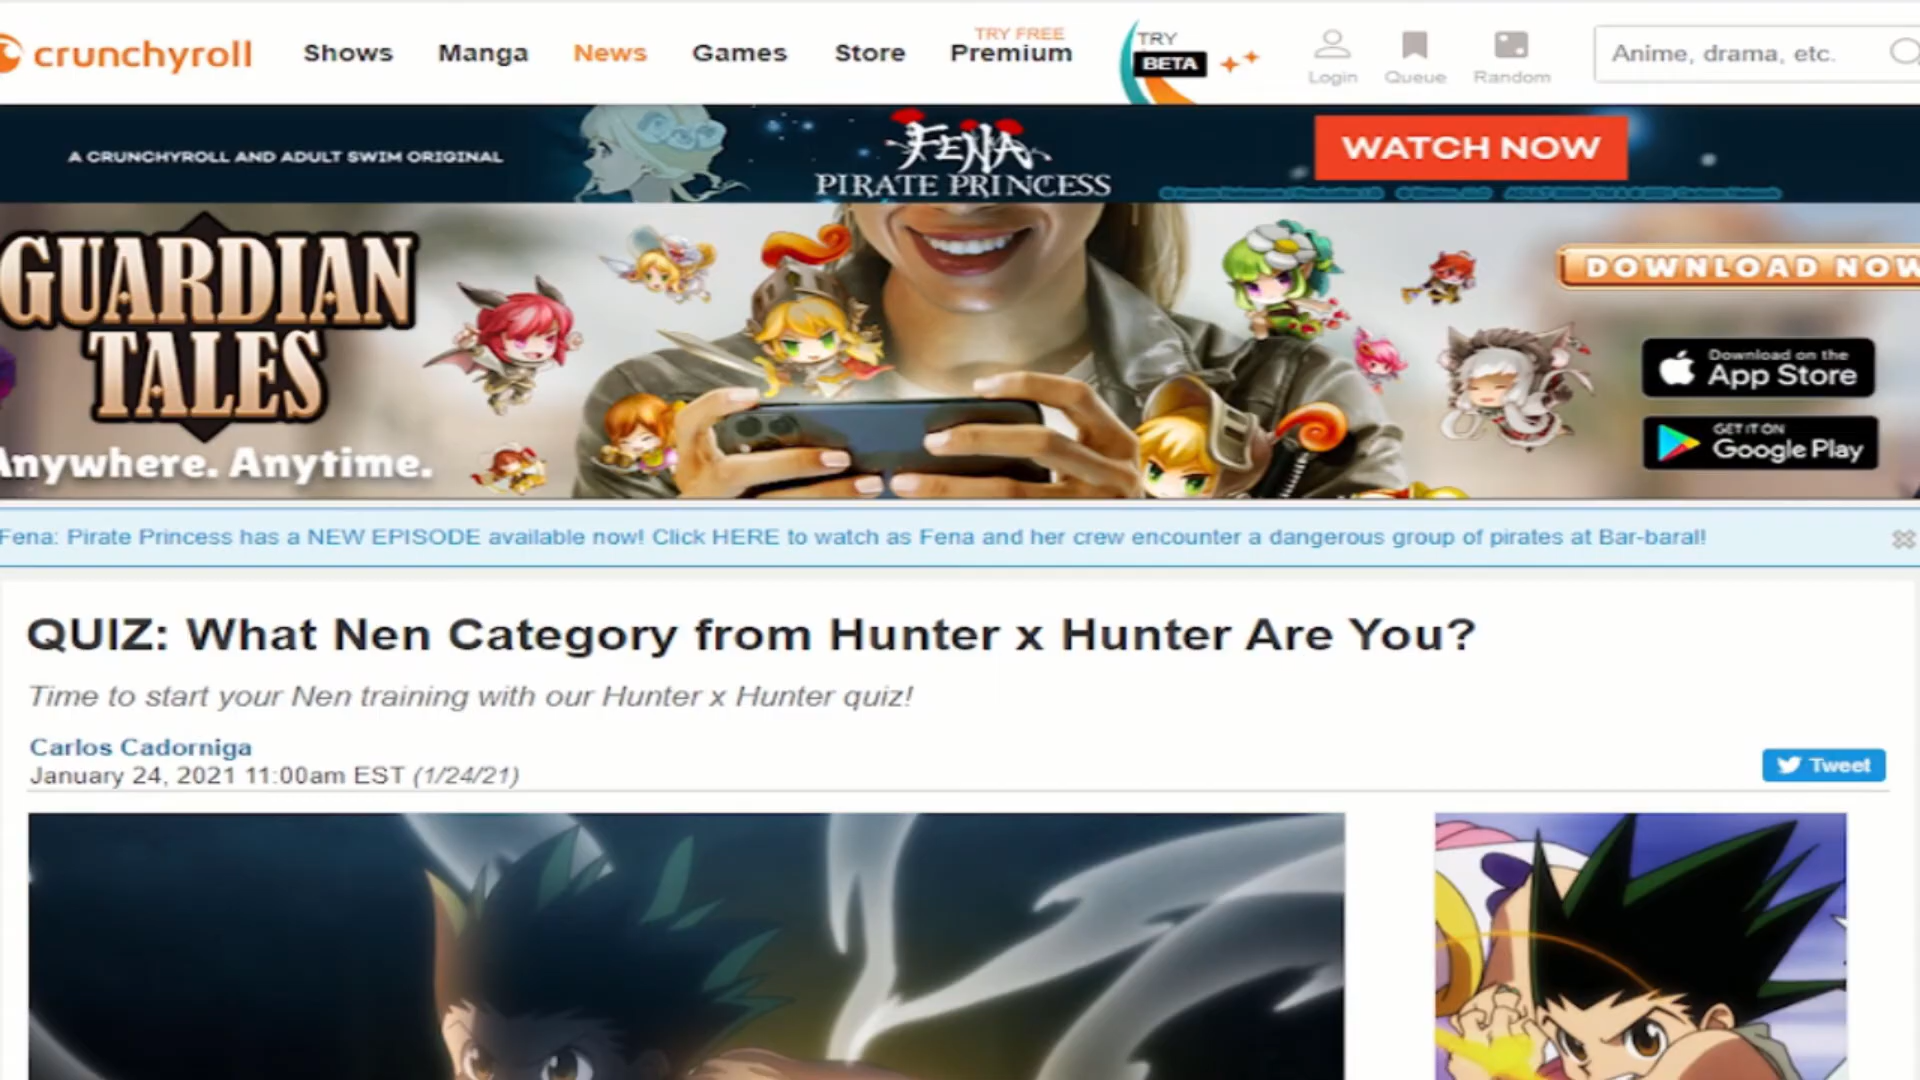 crunchyroll
Shows
Manga
News
Games
Store
TRY FREE
Premium
TRY
BETA
Login
Queue
Random
Anime, drama, etc.
A CRUNCHYROLL AND ADULT SWIM ORIGINAL
FENA
PIRATE PRINCESS
WATCH NOW
GUARDIAN
TALES
Anywhere. Anytime.
DOWNLOAD NOW
Download on the
App Store
GET IT ON
Google Play
Fena: Pirate Princess has a NEW EPISODE available now! Click HERE to watch as Fena and her crew encounter a dangerous group of pirates at Bar-baral!
QUIZ: What Nen Category from Hunter x Hunter Are You?
Time to start your Nen training with our Hunter x Hunter quiz!
Carlos Cadorniga
January 24, 2021 11:00am EST (1/24/21)
Tweet